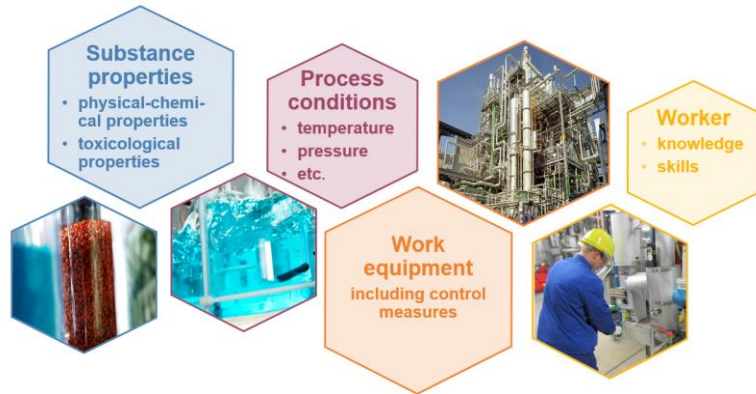 Substance
properties
• physical-chemi-
cal properties
• toxicological
properties
Process
conditions
• temperature
• pressure
• etc.
Work
equipment
including control
measures
Worker
• knowledge
• skills